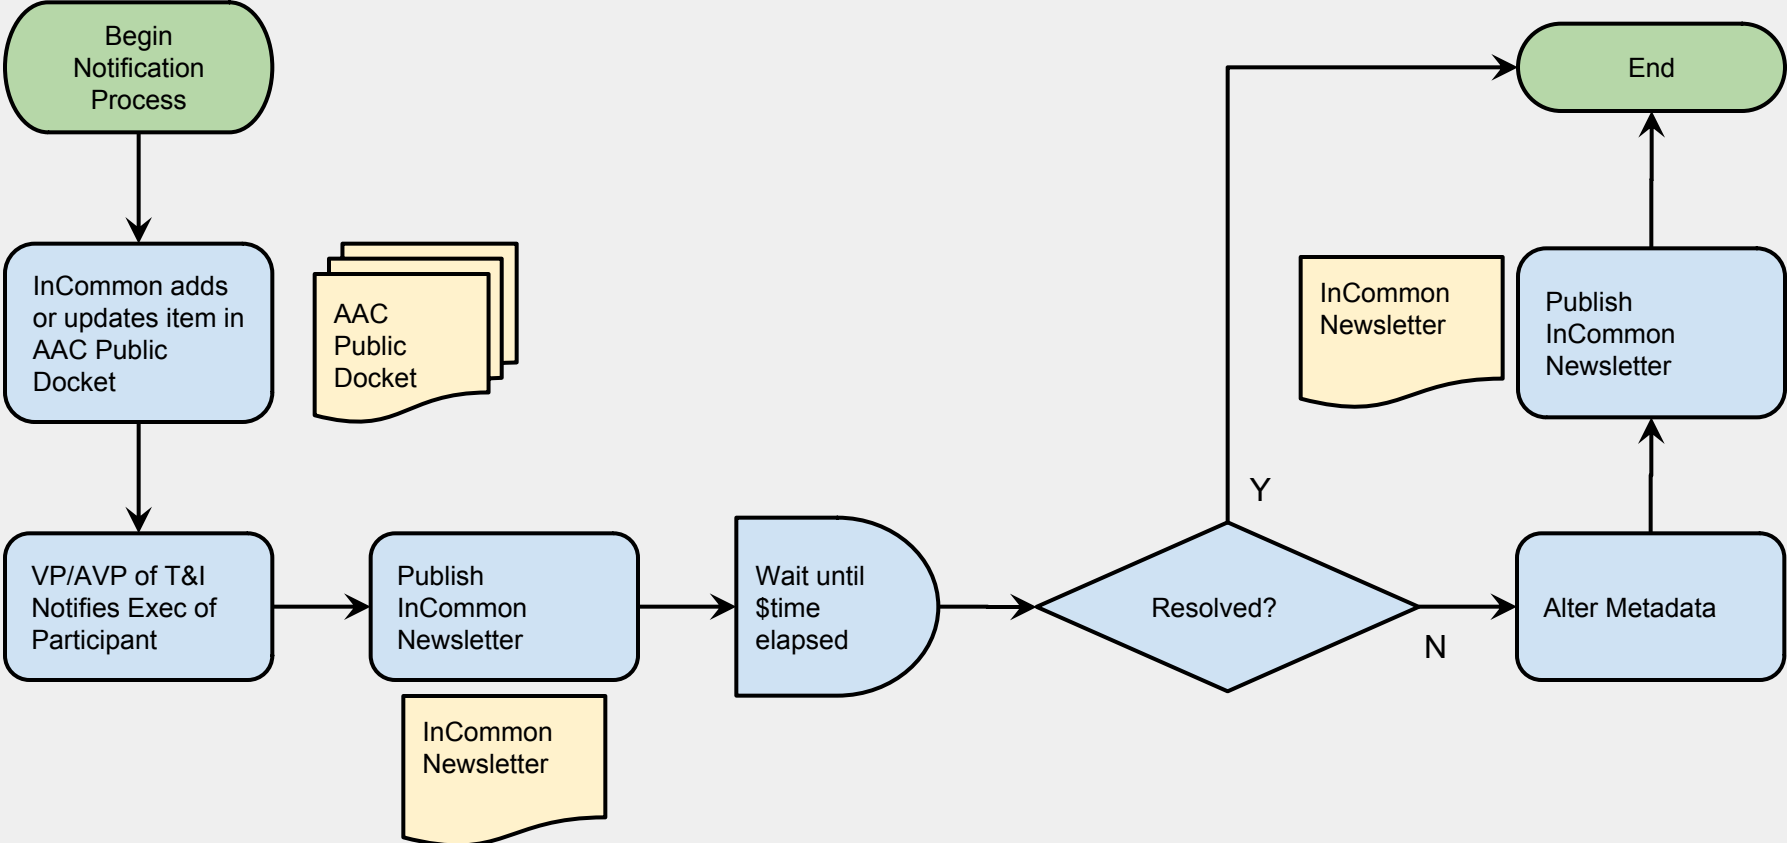 Begin
Notification
Process
InCommon adds
or updates item in
AAC Public
Docket
AAC
Public
Docket
VP/AVP of T&I
Notifies Exec of
Participant
Publish
InCommon
Newsletter
InCommon
Newsletter
Wait until
$time
elapsed
Resolved?
Y
N
Alter Metadata
Publish
InCommon
Newsletter
InCommon
Newsletter
End